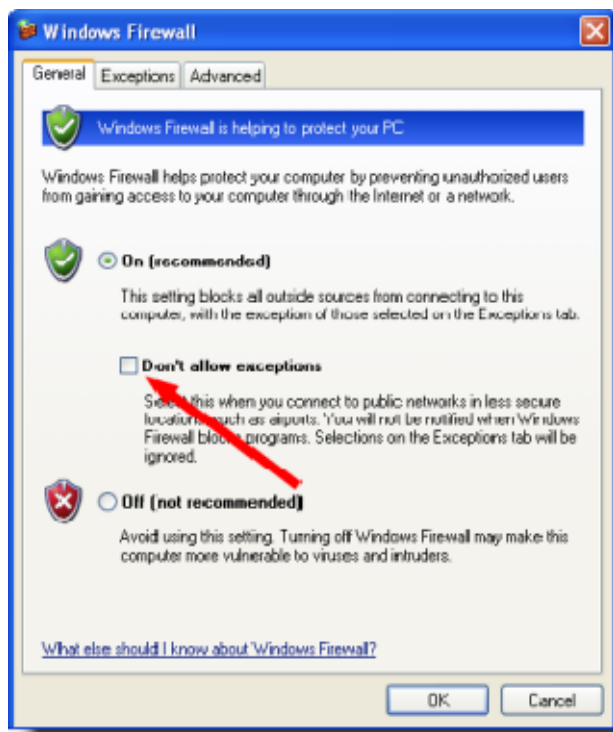 Windows Firewall
General Exceptions Advanced
Windows Firewall is helping to protect your PC
Windows Firewall helps protect your computer by preventing unauthorized users
from gaining access to your computer through the Internet or a network.
On (recommended)
This setting blocks all outside sources from connecting to this
computer, with the exception of those selected on the Exceptions tab.
Don't allow exceptions
Select this when you connect to public networks in less secure
locations, such as airports. You will not be notified when Windows
Firewall blocks programs. Selections on the Exceptions tab will be
ignored.
Off (not recommended)
Avoid using this setting. Turning off Windows Firewall may make this
computer more vulnerable to viruses and intruders.
What else should I know about Windows Firewall?
OK Cancel